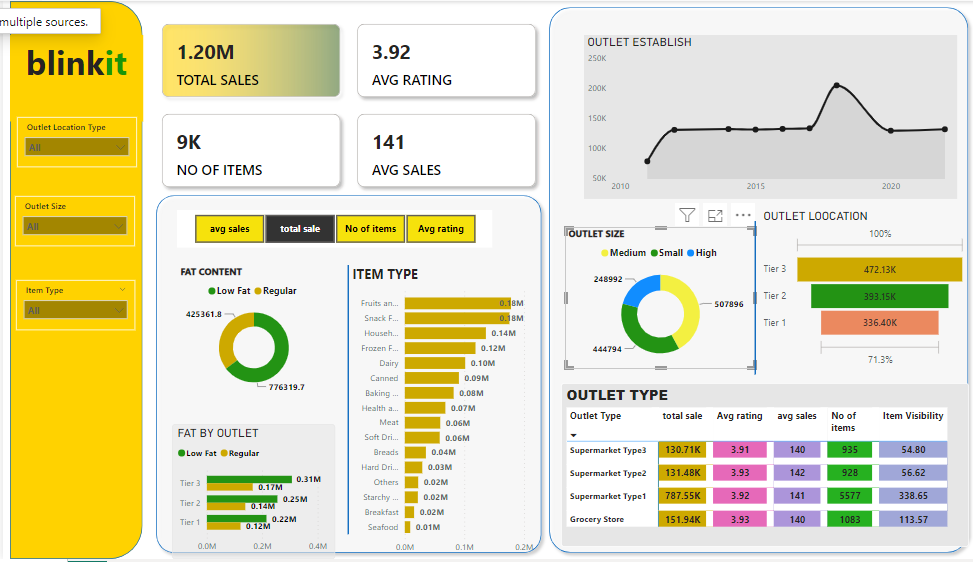 multiple sources.
blinkit
Outlet Location Type
All
Outlet Size
All
Item Type
All
1.20M
TOTAL SALES
3.92
AVG RATING
9K
NO OF ITEMS
141
AVG SALES
avg sales
total sale
No of items
Avg rating
FAT CONTENT
Low Fat Regular
425361.8
776319.7
FAT BY OUTLET
Low Fat Regular
Tier 3
0.31M
0.17M
Tier 2
0.25M
0.14M
Tier 1
0.22M
0.12M
0.0M 0.2M 0.4M
ITEM TYPE
Fruits an... 0.18M
Snack F... 0.18M
Househ... 0.14M
Frozen F... 0.12M
Dairy 0.10M
Canned 0.09M
Baking ... 0.08M
Health a... 0.07M
Meat 0.06M
Soft Dri... 0.06M
Breads 0.04M
Hard Dri... 0.03M
Others 0.02M
Starchy ... 0.02M
Breakfast 0.02M
Seafood 0.01M
0.0M 0.1M 0.2M
OUTLET ESTABLISH
250K
200K
150K
100K
50K
2010 2015 2020
OUTLET SIZE
Medium Small High
248992
507896
444794
OUTLET LOOCATION
100%
Tier 3 472.13K
Tier 2 393.15K
Tier 1 336.40K
71.3%
OUTLET TYPE
Outlet Type total sale Avg rating avg sales No of items Item Visibility
Supermarket Type3 130.71K 3.91 140 935 54.80
Supermarket Type2 131.48K 3.93 142 928 56.62
Supermarket Type1 787.55K 3.92 141 5577 338.65
Grocery Store 151.94K 3.93 140 1083 113.57